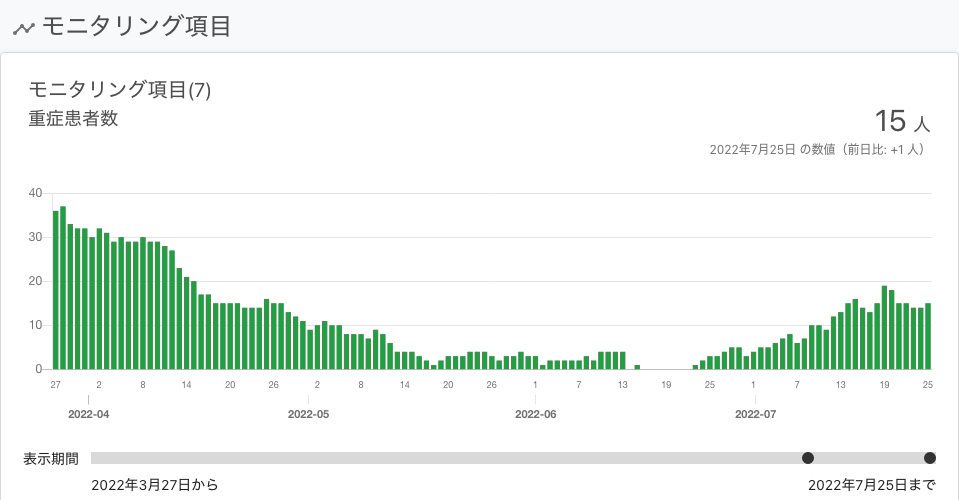 モニタリング項目
モニタリング項目(7)
重症患者数
15 人
2022年7月25日 の数値（前日比: +1 人）
40
30
20
10
0
27 2 8 14 20 26 2 8 14 20 26 1 7 13 19 25 1 7 13 19 25
2022-04 2022-05 2022-06 2022-07
表示期間
2022年3月27日から 2022年7月25日まで